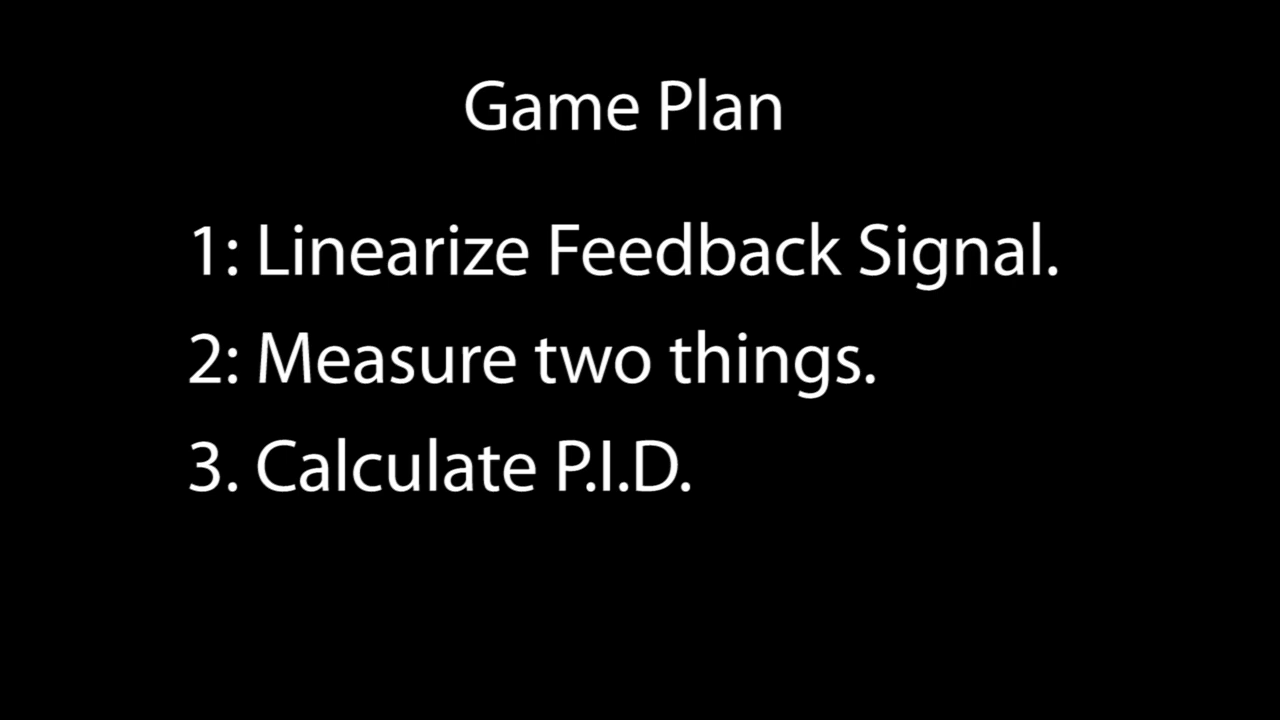 Game Plan
1: Linearize Feedback Signal.
2: Measure two things.
3. Calculate P.I.D.